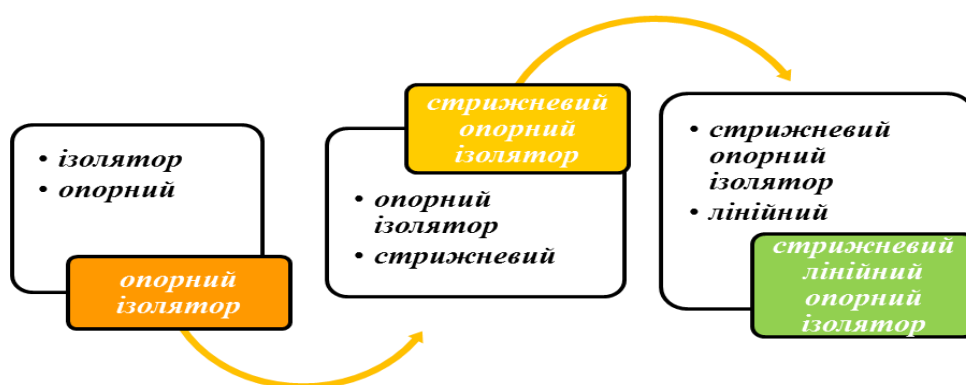 • ізолятор
• опорний
опорний
ізолятор
стрижневий
опорний
ізолятор
• опорний
ізолятор
• стрижневий
• стрижневий
опорний
ізолятор
• лінійний
стрижневий
лінійний
опорний
ізолятор